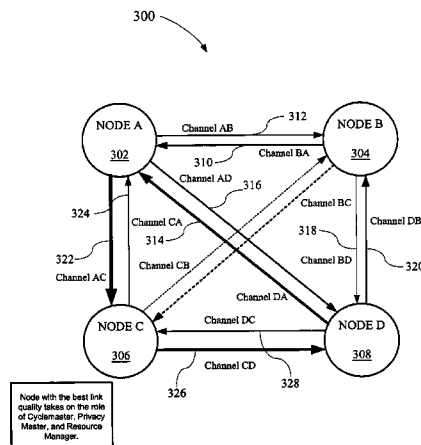 300
NODE A
302
Channel AB
312
310
Channel BA
NODE B
304
Channel AD
316
324
Channel CA
314
322
Channel AC
Channel CB
Channel BC
318
Channel BD
Channel DB
320
Channel DA
NODE C
306
Channel DC
NODE D
308
326
Channel CD
328
Node with the best link
quality takes on the role
of Cyclemaster, Privacy
Master, and Resource
Manager.